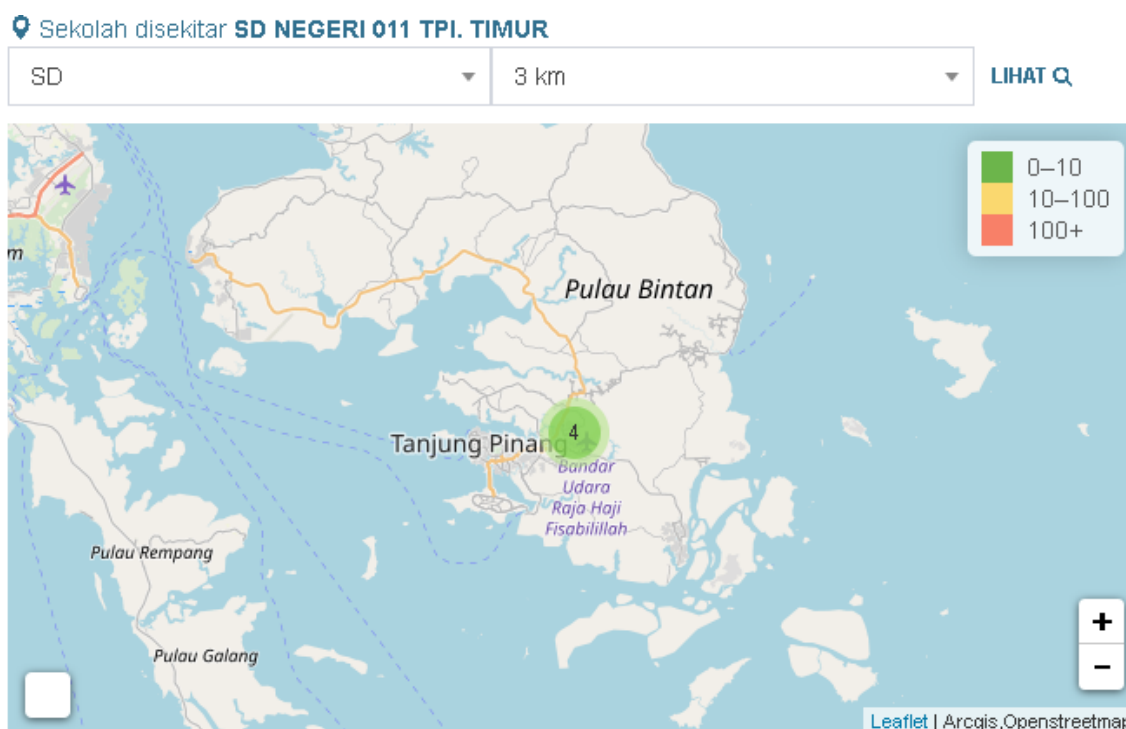 Sekolah disekitar SD NEGERI 011 TPI. TIMUR
SD
3 km
LIHAT
0–10
10–100
100+
m
Pulau Bintan
4
Tanjung Pinang
Bandar
Udara
Raja Haji
Fisabilillah
Pulau Rempang
Pulau Galang
+
−
Leaflet | Arcgis,Openstreetmap